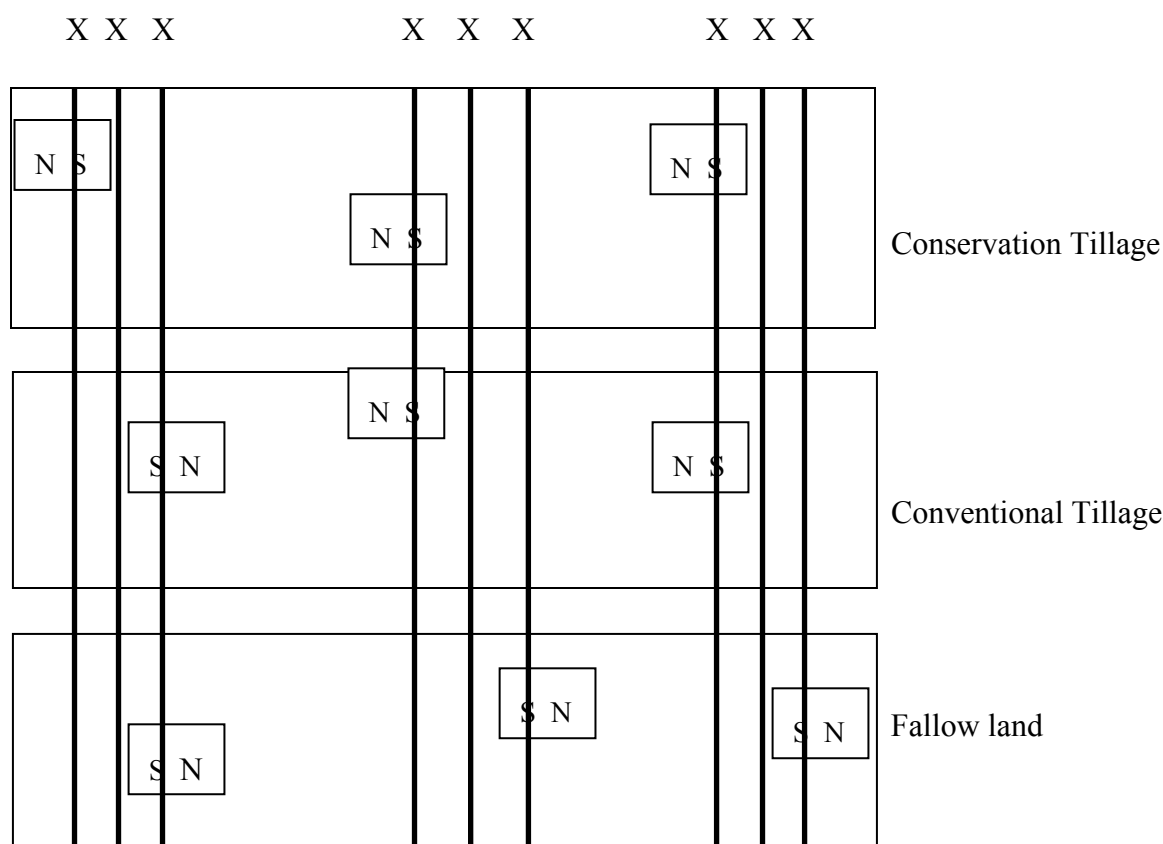 X X X X X X X X X
N S
N S
N S
Conservation Tillage
N S
S N
N S
Conventional Tillage
S N
S N
Fallow land
S N